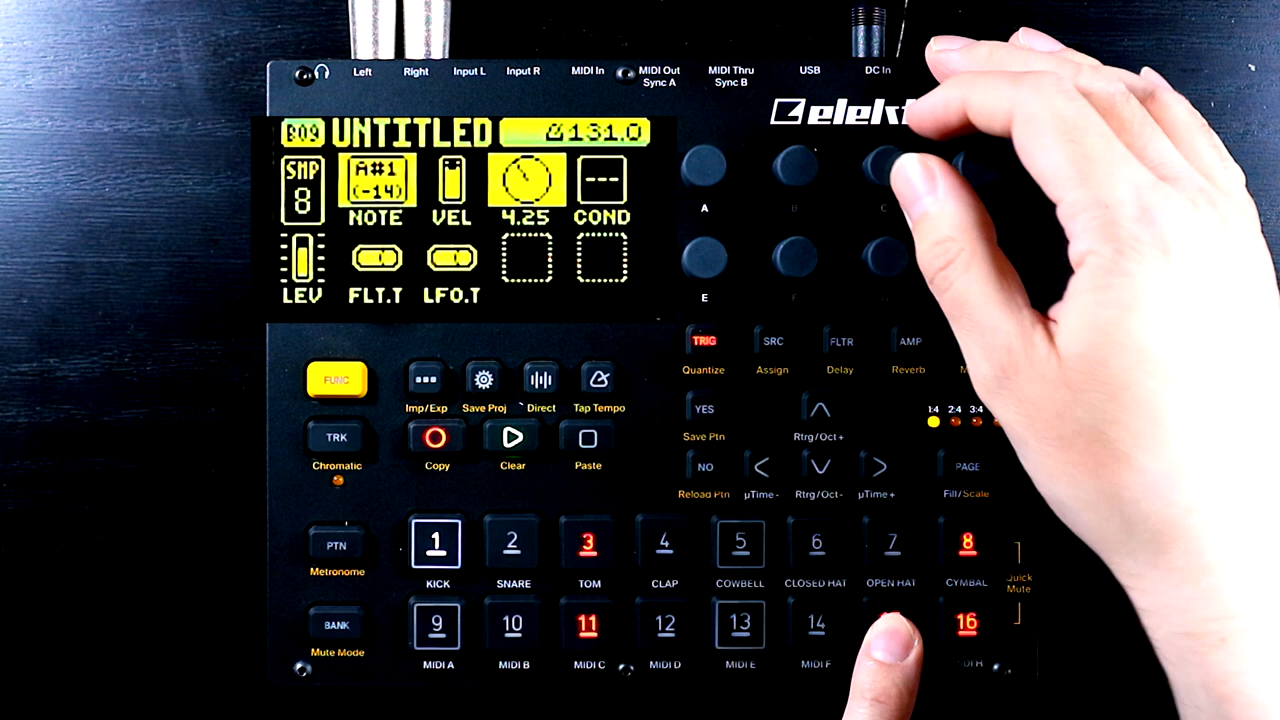 Left Right Input L Input R MIDI In MIDI Out MIDI Thru USB DC In
Sync A Sync B
B09 UNTITLED 131.0
SMP A#1
8 (-14) ---
NOTE VEL 4.25 COND
LEV FLT.T LFO.T
A B C
E F G
TRIG SRC FLTR AMP
Quantize Assign Delay Reverb
FUNC
Imp/Exp Save Proj Direct Tap Tempo
YES
Save Ptn Rtrg/Oct+
1:4 2:4 3:4
TRK
Chromatic Copy Clear Paste
NO PAGE
Reload Ptn µTime- Rtrg/Oct- µTime+ Fill/Scale
PTN 1 2 3 4 5 6 7 8
Metronome KICK SNARE TOM CLAP COWBELL CLOSED HAT OPEN HAT CYMBAL
Quick
Mute
BANK 9 10 11 12 13 14 16
Mute Mode MIDI A MIDI B MIDI C MIDI D MIDI E MIDI F